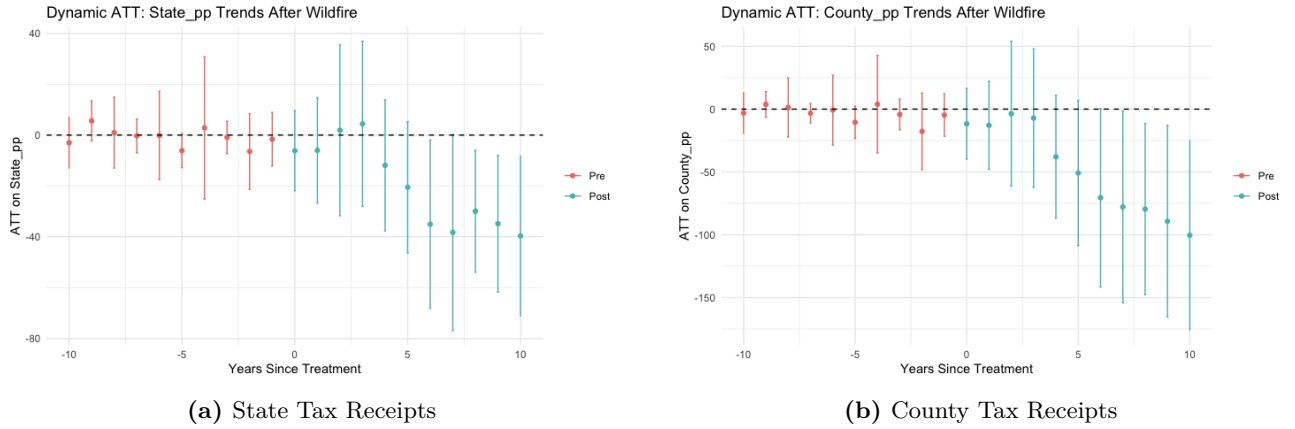 Dynamic ATT: State_pp Trends After Wildfire
ATT on State_pp
40
0
-40
-80
-10
-5
0
5
10
Years Since Treatment
Pre
Post
(a) State Tax Receipts
Dynamic ATT: County_pp Trends After Wildfire
ATT on County_pp
50
0
-50
-100
-150
-10
-5
0
5
10
Years Since Treatment
Pre
Post
(b) County Tax Receipts